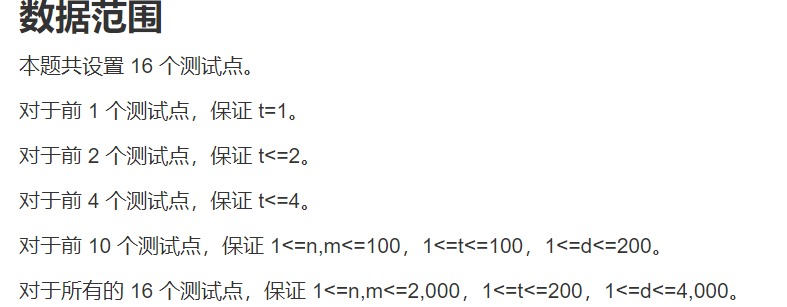 数据范围
本题共设置 16 个测试点。
对于前 1 个测试点，保证 t=1。
对于前 2 个测试点，保证 t<=2。
对于前 4 个测试点，保证 t<=4。
对于前 10 个测试点，保证 1<=n,m<=100，1<=t<=100，1<=d<=200。
对于所有的 16 个测试点，保证 1<=n,m<=2,000，1<=t<=200，1<=d<=4,000。